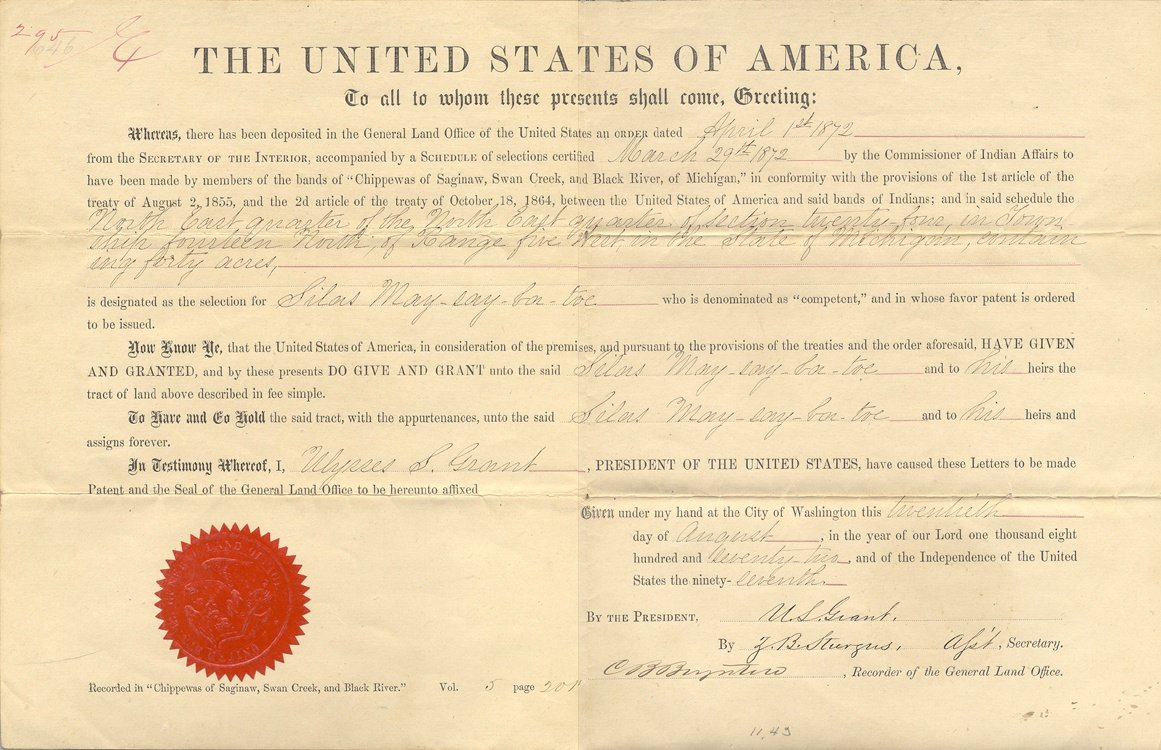 295
646
THE UNITED STATES OF AMERICA,
To all to whom these presents shall come, Greeting:
Whereas, there has been deposited in the General Land Office of the United States an ORDER dated April 1st 1872
from the SECRETARY OF THE INTERIOR, accompanied by a SCHEDULE of selections certified March 29th 1872 by the Commissioner of Indian Affairs to
have been made by members of the bands of "Chippewas of Saginaw, Swan Creek, and Black River, of Michigan," in conformity with the provisions of the 1st article of the
treaty of August 2, 1855, and the 2d article of the treaty of October 18, 1864, between the United States of America and said bands of Indians; and in said schedule the
North East quarter of the North East quarter of section twenty four, in Town
ship fourteen North, of Range five West, in the State of Michigan, contain
ing forty acres,
is designated as the selection for Silas May-say-ba-toe who is denominated as "competent," and in whose favor patent is ordered
to be issued.
Now Know Ye, that the United States of America, in consideration of the premises, and pursuant to the provisions of the treaties and the order aforesaid, HAVE GIVEN
AND GRANTED, and by these presents DO GIVE AND GRANT unto the said Silas May-say-ba-toe and to his heirs the
tract of land above described in fee simple.
To Have and To Hold the said tract, with the appurtenances, unto the said Silas May-say-ba-toe and to his heirs and
assigns forever.
In Testimony Whereof, I, Ulysses S. Grant, PRESIDENT OF THE UNITED STATES, have caused these Letters to be made
Patent and the Seal of the General Land Office to be hereunto affixed
Given under my hand at the City of Washington this twentieth
day of August, in the year of our Lord one thousand eight
hundred and seventy-two, and of the Independence of the United
States the ninety-seventh.
BY THE PRESIDENT, U.S. Grant.
By Asst, Secretary.
, Recorder of the General Land Office.
Recorded in "Chippewas of Saginaw, Swan Creek, and Black River." Vol. 5 page
11,43